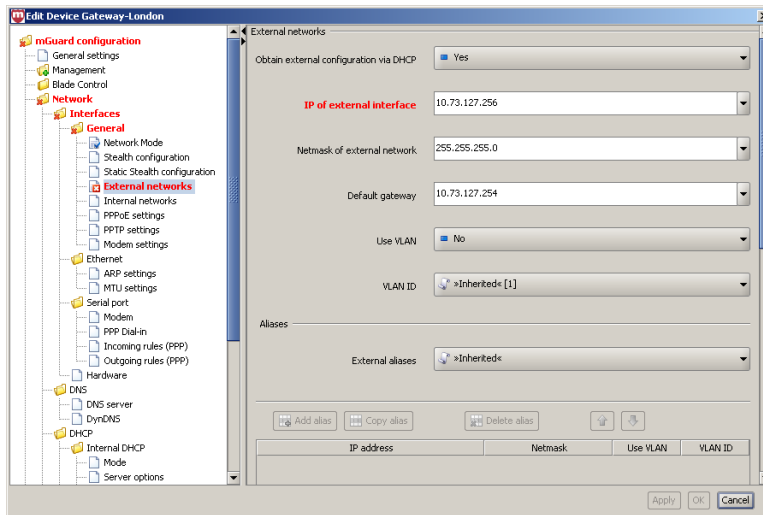 Edit Device Gateway-London
mGuard configuration
General settings
Management
Blade Control
Network
Interfaces
General
Network Mode
Stealth configuration
Static Stealth configuration
External networks
Internal networks
PPPoE settings
PPTP settings
Modem settings
Ethernet
ARP settings
MTU settings
Serial port
Modem
PPP Dial-in
Incoming rules (PPP)
Outgoing rules (PPP)
Hardware
DNS
DNS server
DynDNS
DHCP
Internal DHCP
Mode
Server options
External networks
Obtain external configuration via DHCP Yes
IP of external interface 10.73.127.256
Netmask of external network 255.255.255.0
Default gateway 10.73.127.254
Use VLAN No
VLAN ID »Inherited« [1]
Aliases
External aliases »Inherited«
Add alias Copy alias Delete alias
IP address Netmask Use VLAN VLAN ID
Apply OK Cancel